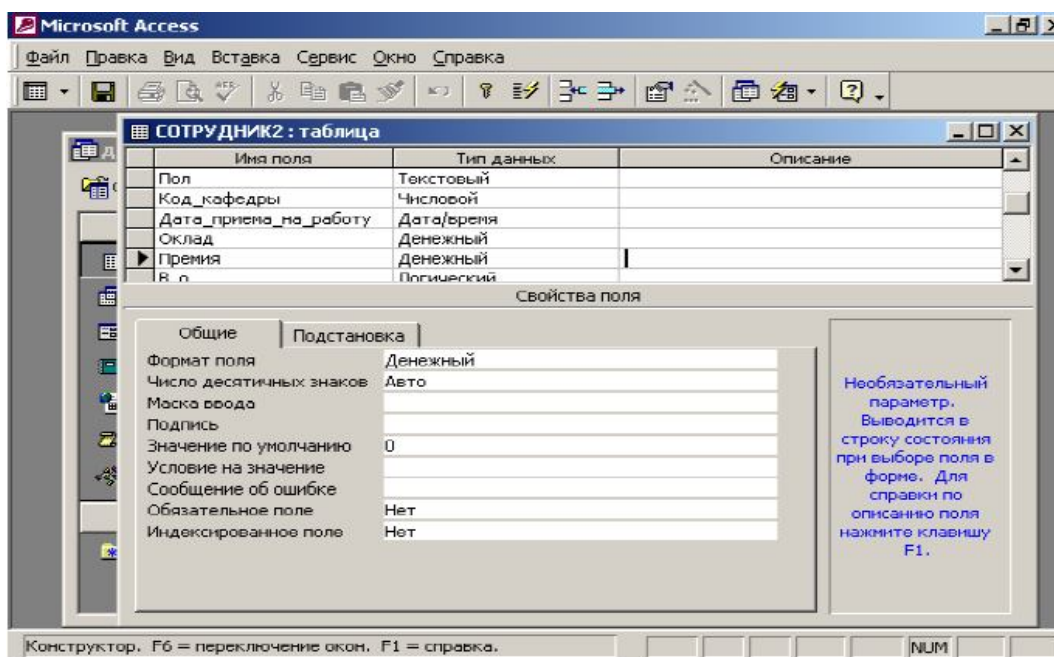 Microsoft Access
Файл Правка Вид Вставка Сервис Окно Справка
СОТРУДНИК2 : таблица
Имя поля Тип данных Описание
Пол Текстовый
Код_кафедры Числовой
Дата_приема_на_работу Дата/время
Оклад Денежный
Премия Денежный
Логический
Свойства поля
Общие Подстановка
Формат поля Денежный
Число десятичных знаков Авто
Маска ввода
Подпись
Значение по умолчанию 0
Условие на значение
Сообщение об ошибке
Обязательное поле Нет
Индексированное поле Нет
Необязательный
параметр.
Выводится в
строку состояния
при выборе поля в
форме. Для
справки по
описанию поля
нажмите клавишу
F1.
Конструктор. F6 = переключение окон. F1 = справка.
NUM